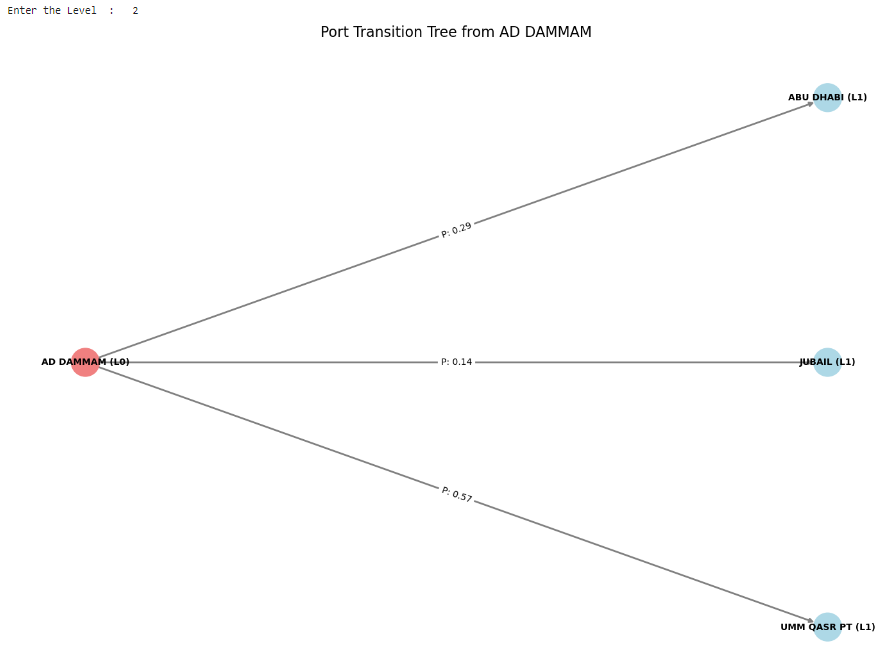 Enter the Level : 2
Port Transition Tree from AD DAMMAM
ABU DHABI (L1)
P: 0.29
AD DAMMAM (L0)
P: 0.14
JUBAIL (L1)
P: 0.57
UMM QASR PT (L1)